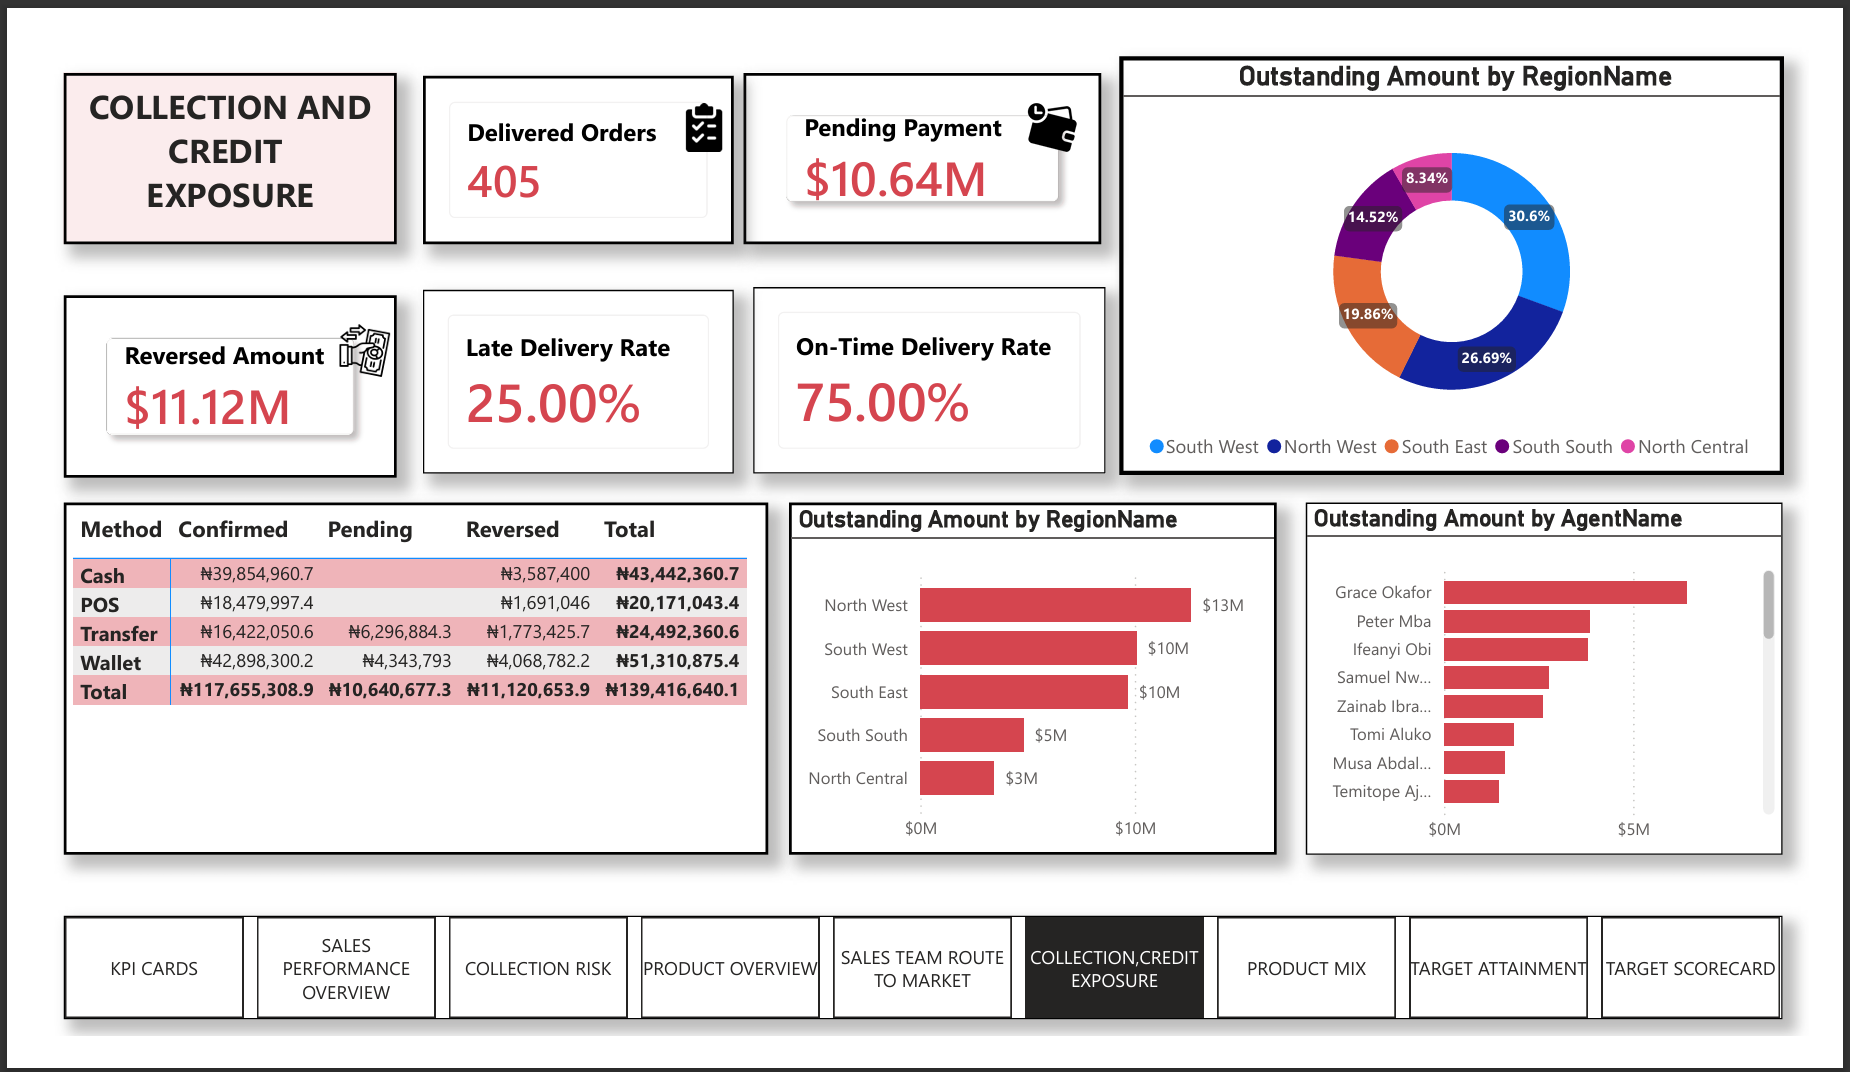 COLLECTION AND
CREDIT
EXPOSURE
Delivered Orders
405
Pending Payment
$10.64M
Outstanding Amount by RegionName
8.34%
14.52%
30.6%
19.86%
26.69%
South West North West South East South South North Central
Reversed Amount
$11.12M
Late Delivery Rate
25.00%
On-Time Delivery Rate
75.00%
Method Confirmed Pending Reversed Total
Cash ₦39,854,960.7 ₦3,587,400 ₦43,442,360.7
POS ₦18,479,997.4 ₦1,691,046 ₦20,171,043.4
Transfer ₦16,422,050.6 ₦6,296,884.3 ₦1,773,425.7 ₦24,492,360.6
Wallet ₦42,898,300.2 ₦4,343,793 ₦4,068,782.2 ₦51,310,875.4
Total ₦117,655,308.9 ₦10,640,677.3 ₦11,120,653.9 ₦139,416,640.1
Outstanding Amount by RegionName
North West $13M
South West $10M
South East $10M
South South $5M
North Central $3M
$0M $10M
Outstanding Amount by AgentName
Grace Okafor
Peter Mba
Ifeanyi Obi
Samuel Nw...
Zainab Ibra...
Tomi Aluko
Musa Abdal...
Temitope Aj...
$0M $5M
KPI CARDS
SALES
PERFORMANCE
OVERVIEW
COLLECTION RISK
PRODUCT OVERVIEW
SALES TEAM ROUTE
TO MARKET
COLLECTION,CREDIT
EXPOSURE
PRODUCT MIX
TARGET ATTAINMENT
TARGET SCORECARD